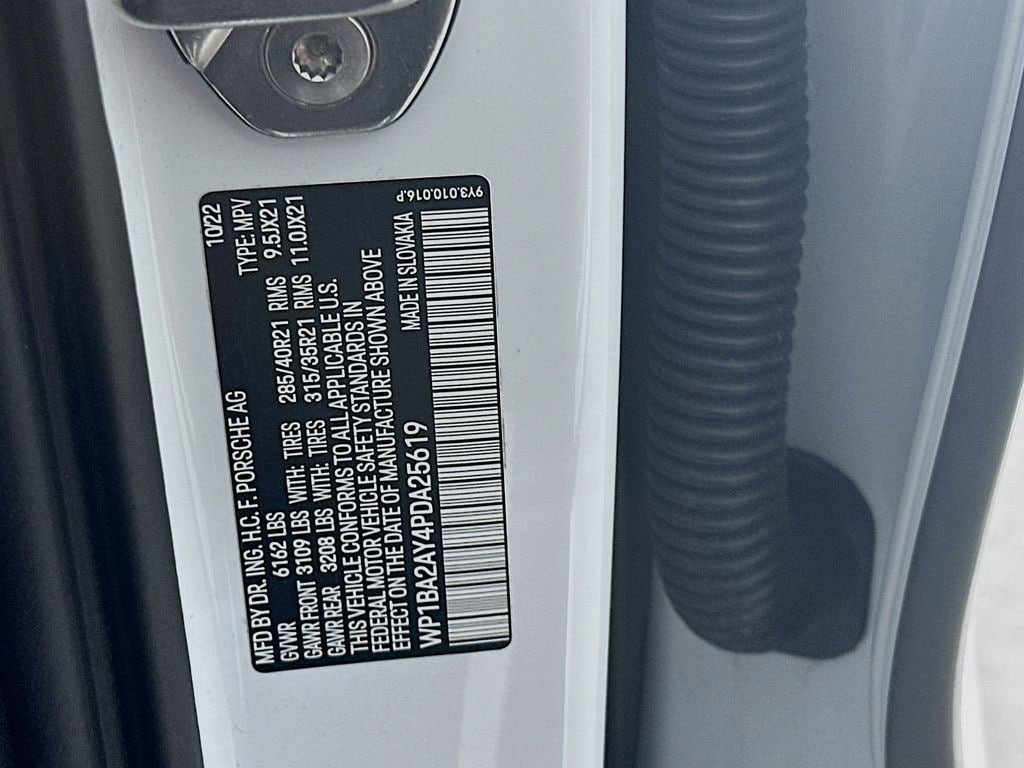 MFD BY DR. ING. H.C. F. PORSCHE AG 10/22
GVWR 6162 LBS TYPE: MPV
GAWR FRONT 3109 LBS WITH: TIRES 285/40R21 RIMS 9.5JX21
GAWR REAR 3208 LBS WITH: TIRES 315/35R21 RIMS 11.0JX21
THIS VEHICLE CONFORMS TO ALL APPLICABLE U.S.
FEDERAL MOTOR VEHICLE SAFETY STANDARDS IN
EFFECT ON THE DATE OF MANUFACTURE SHOWN ABOVE
WP1BA2AY4PDA25619 MADE IN SLOVAKIA
9Y3.010.016.P